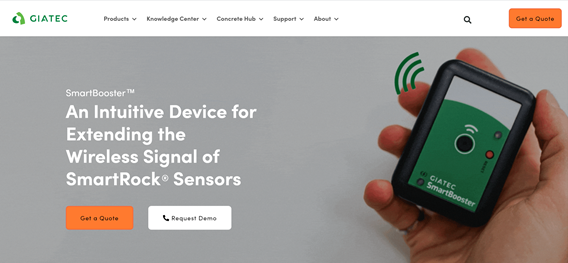 GIATEC
Products
Knowledge Center
Concrete Hub
Support
About
Get a Quote
SmartBooster™
An Intuitive Device for
Extending the
Wireless Signal of
SmartRock® Sensors
Get a Quote
Request Demo
GIATEC
SmartBooster